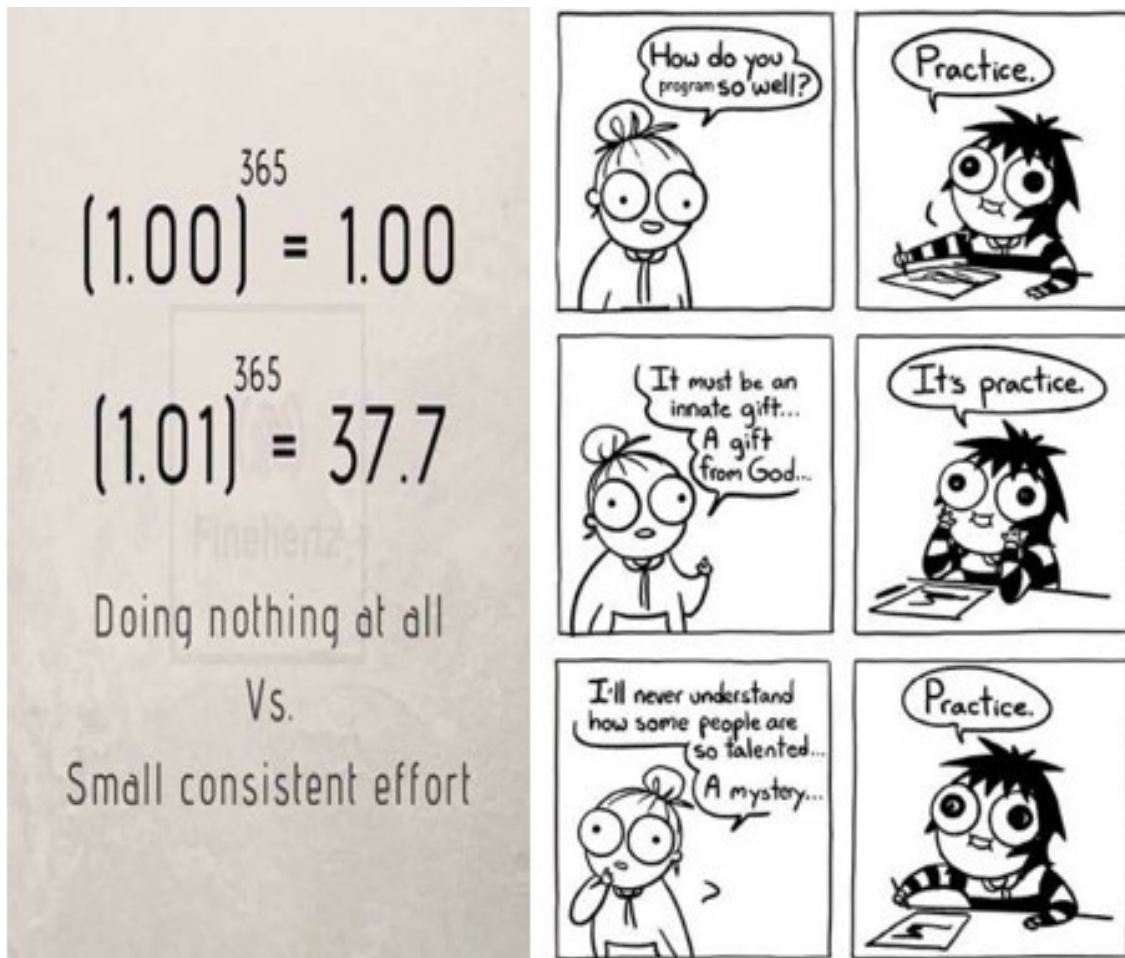 365
(1.00) = 1.00
365
(1.01) = 37.7
Finehertz
Doing nothing at all
Vs.
Small consistent effort
How do you
program so well?
Practice.
It must be an
innate gift...
A gift
from God...
It's practice.
I'll never understand
how some people are
so talented...
A mystery...
Practice.